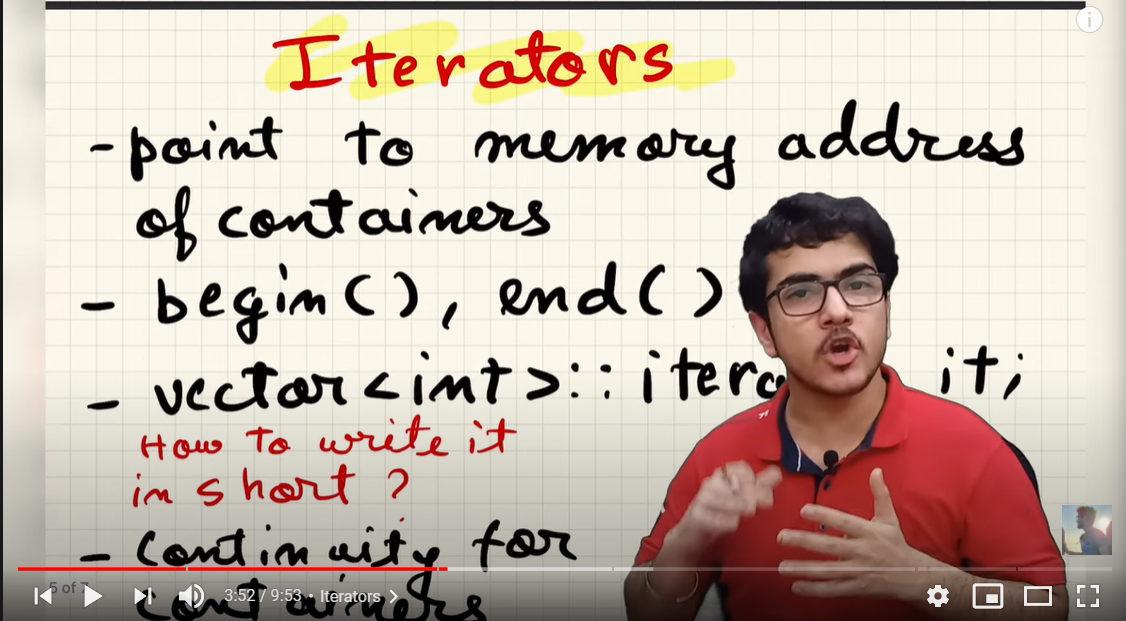 Iterators
- point to memory address
of containers
- begin(), end()
- vector<int>::itera it;
How to write it
in short ?
- Continuity for
containers
5 of 7
3:52 / 9:53 • Iterators >